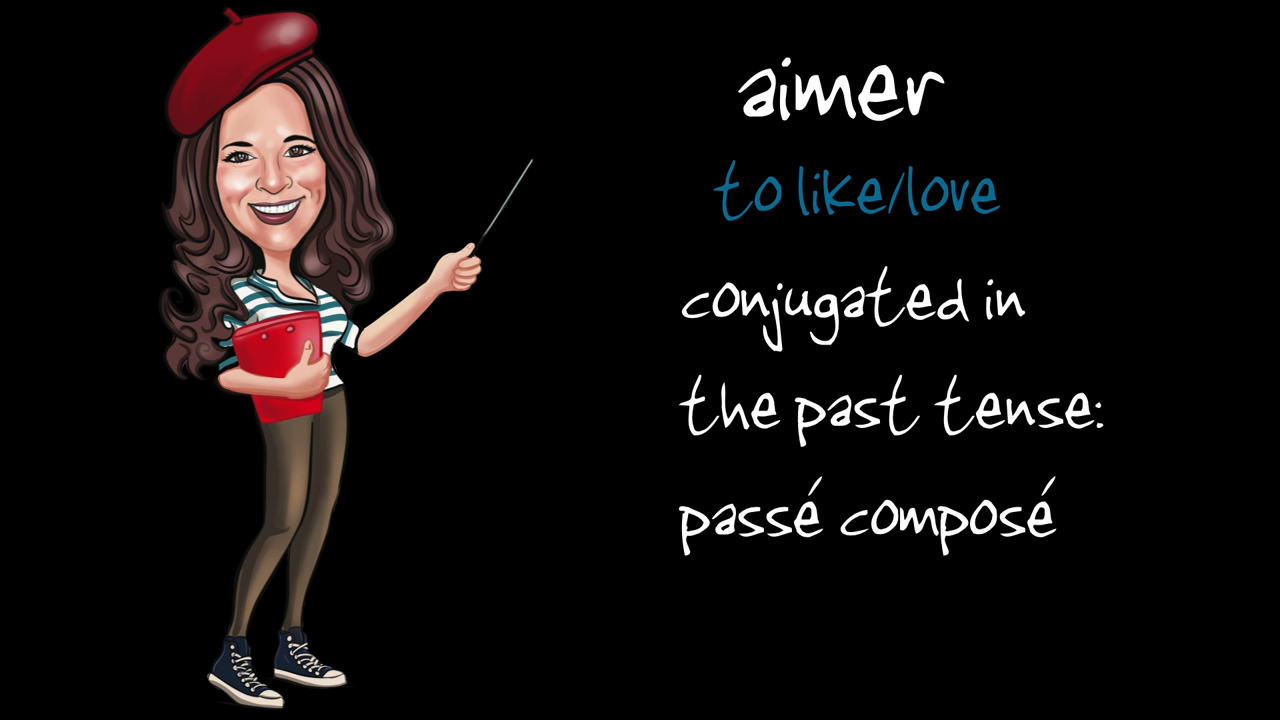 aimer
to like/love
conjugated in
the past tense:
passé composé